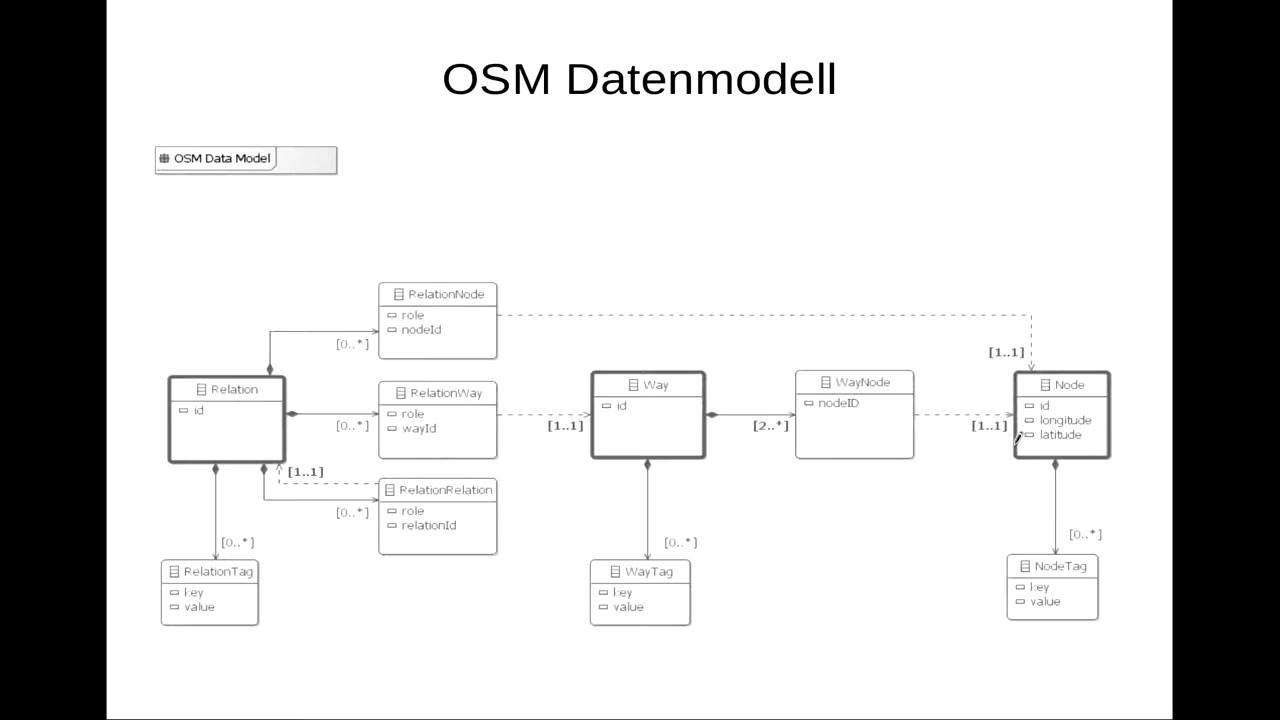 OSM Datenmodell
OSM Data Model
RelationNode
role
nodeId
[0..*]
[1..1]
Relation
id
RelationWay
role
wayId
[0..*]
[1..1]
Way
id
[2..*]
WayNode
nodeID
[1..1]
Node
id
longitude
latitude
[1..1]
RelationRelation
role
relationId
[0..*]
[0..*]
RelationTag
key
value
[0..*]
WayTag
key
value
[0..*]
NodeTag
key
value